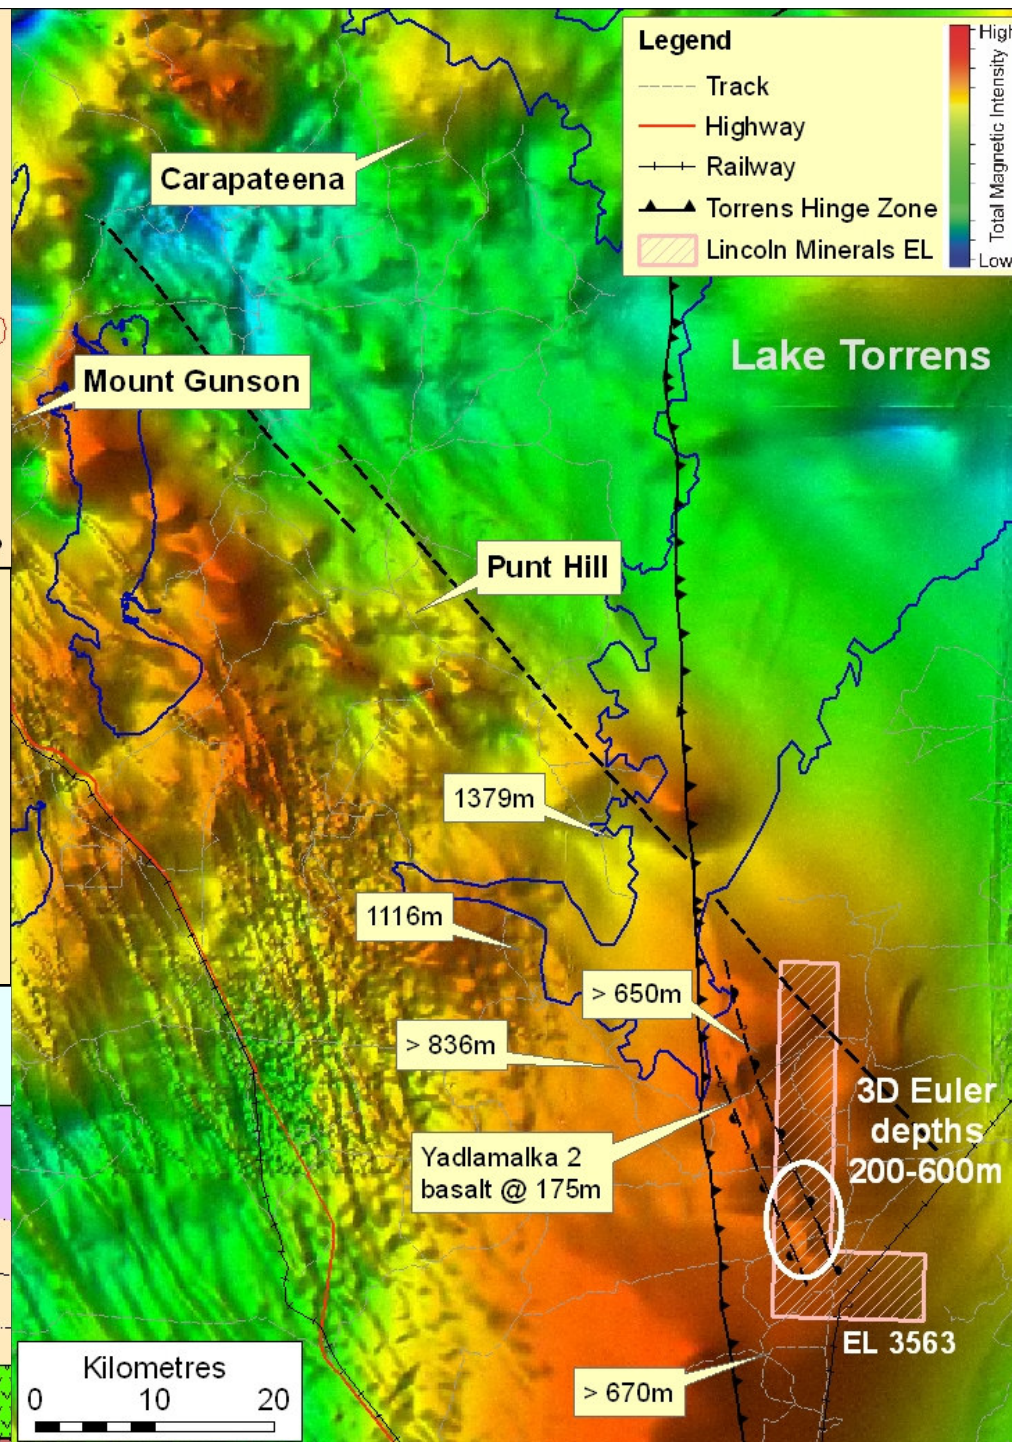 Legend
Track
Highway
Railway
Torrens Hinge Zone
Lincoln Minerals EL
High
Total Magnetic Intensity
Low
Carapateena
Lake Torrens
Mount Gunson
Punt Hill
1379m
1116m
> 650m
> 836m
3D Euler
depths
200-600m
Yadlamalka 2
basalt @ 175m
EL 3563
> 670m
Kilometres
0 10 20